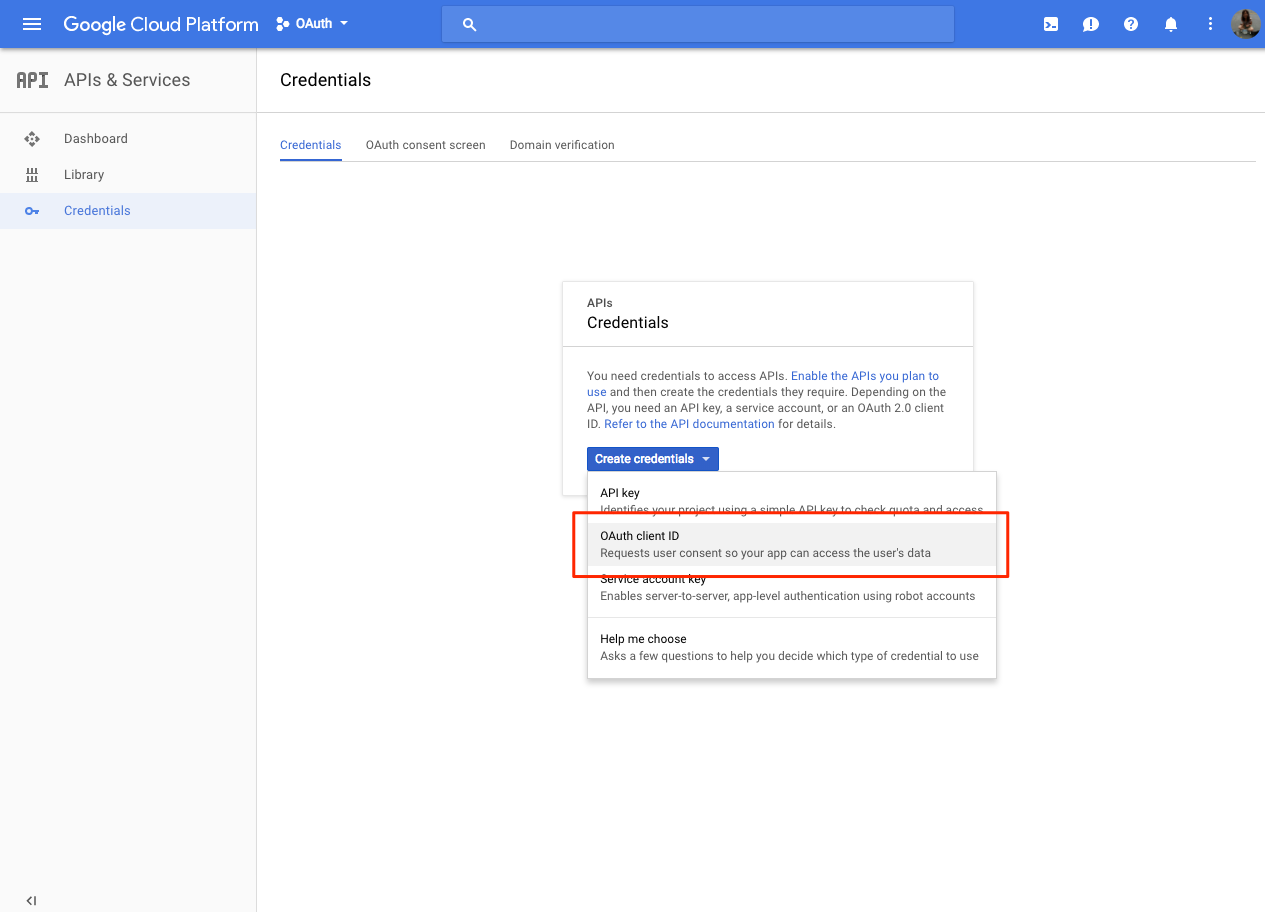 Google Cloud Platform
OAuth
API
APIs & Services
Credentials
Dashboard
Library
Credentials
Credentials
OAuth consent screen
Domain verification
APIs
Credentials
You need credentials to access APIs. Enable the APIs you plan to
use and then create the credentials they require. Depending on the
API, you need an API key, a service account, or an OAuth 2.0 client
ID. Refer to the API documentation for details.
Create credentials
API key
Identifies your project using a simple API key to check quota and access
OAuth client ID
Requests user consent so your app can access the user's data
Service account key
Enables server-to-server, app-level authentication using robot accounts
Help me choose
Asks a few questions to help you decide which type of credential to use